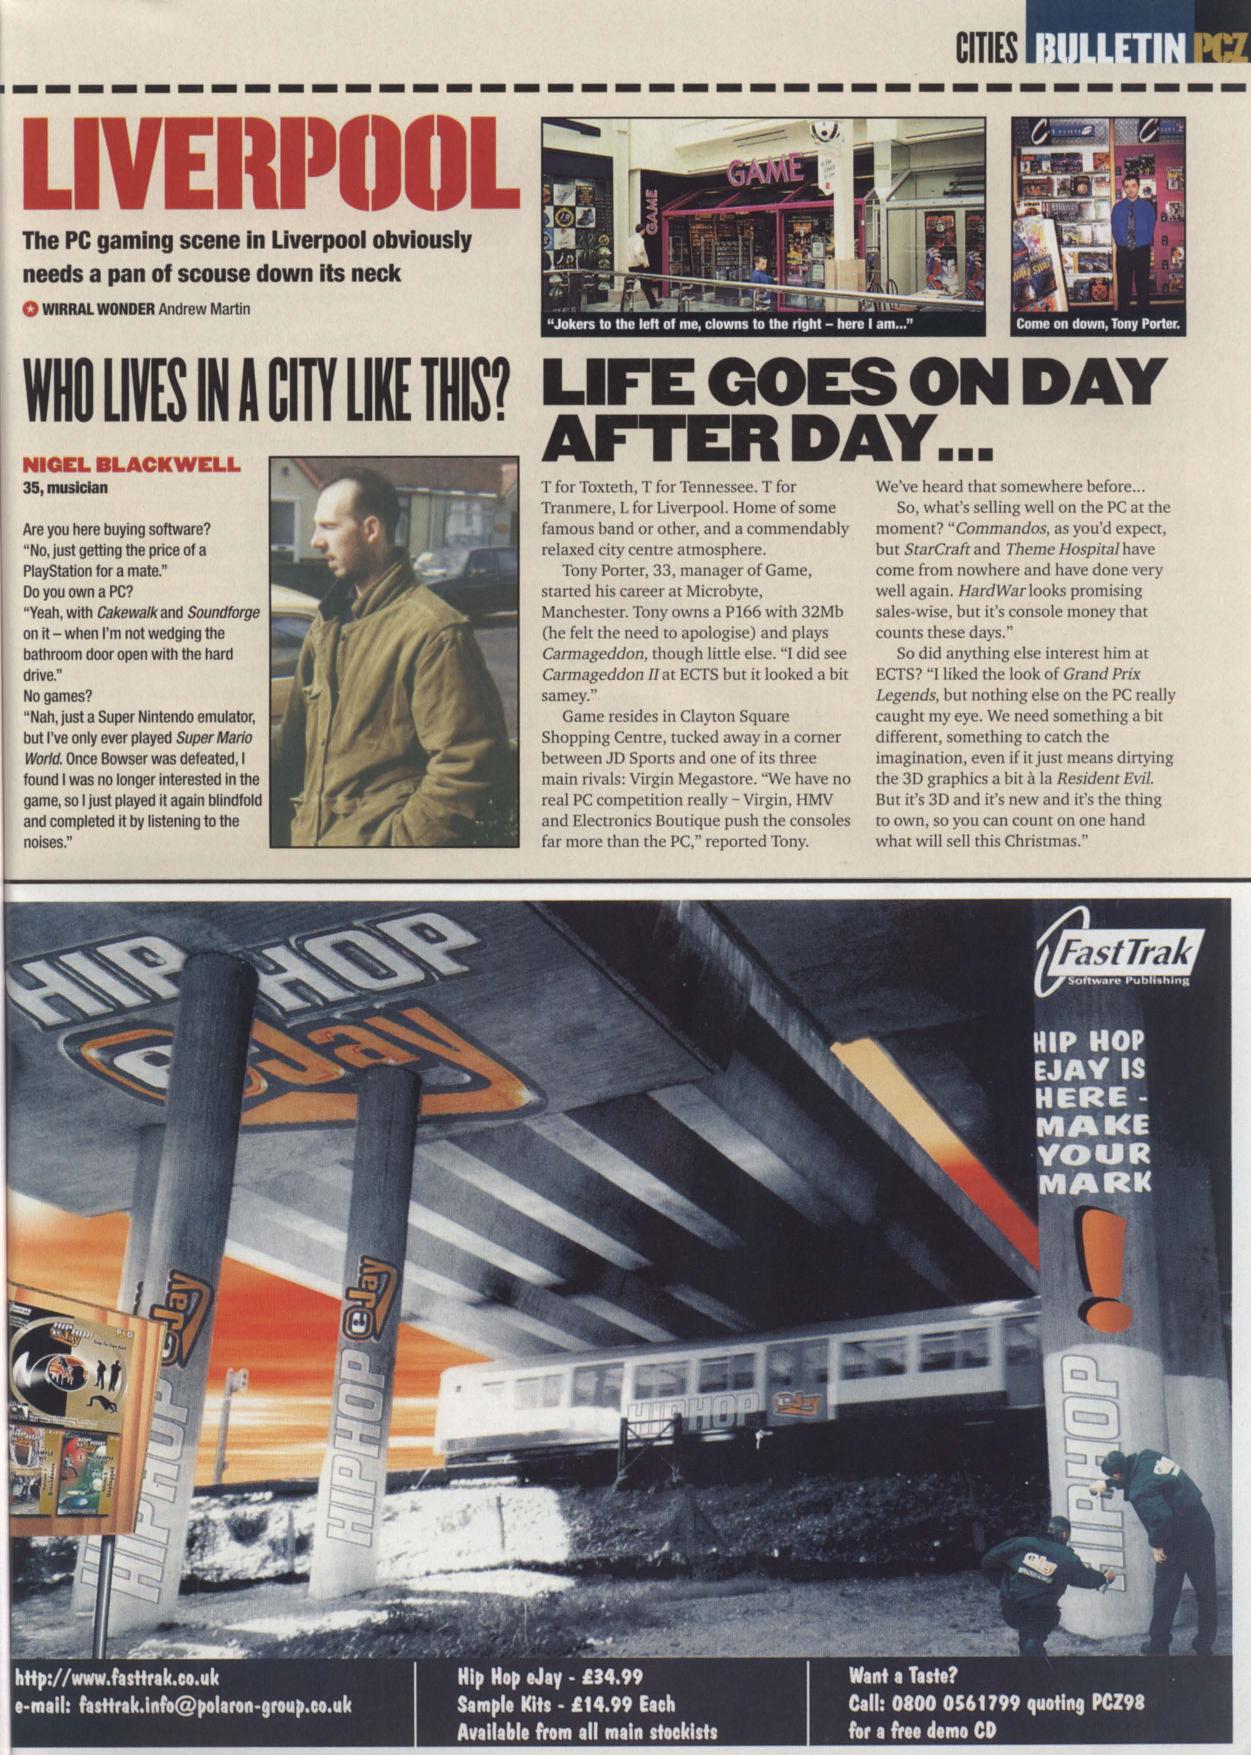 CITIES BULLETIN PCZ
LIVERPOOL
The PC gaming scene in Liverpool obviously
needs a pan of scouse down its neck
WIRRAL WONDER Andrew Martin
GAME
GAME
"Jokers to the left of me, clowns to the right – here I am..."
Come on down, Tony Porter.
WHO LIVES IN A CITY LIKE THIS?
NIGEL BLACKWELL
35, musician
Are you here buying software?
"No, just getting the price of a
PlayStation for a mate."
Do you own a PC?
"Yeah, with Cakewalk and Soundforge
on it – when I'm not wedging the
bathroom door open with the hard
drive."
No games?
"Nah, just a Super Nintendo emulator,
but I've only ever played Super Mario
World. Once Bowser was defeated, I
found I was no longer interested in the
game, so I just played it again blindfold
and completed it by listening to the
noises."
LIFE GOES ON DAY
AFTER DAY...
T for Toxteth, T for Tennessee. T for
Tranmere, L for Liverpool. Home of some
famous band or other, and a commendably
relaxed city centre atmosphere.
Tony Porter, 33, manager of Game,
started his career at Microbyte,
Manchester. Tony owns a P166 with 32Mb
(he felt the need to apologise) and plays
Carmageddon, though little else. "I did see
Carmageddon II at ECTS but it looked a bit
samey."
Game resides in Clayton Square
Shopping Centre, tucked away in a corner
between JD Sports and one of its three
main rivals: Virgin Megastore. "We have no
real PC competition really – Virgin, HMV
and Electronics Boutique push the consoles
far more than the PC," reported Tony.
We've heard that somewhere before...
So, what's selling well on the PC at the
moment? "Commandos, as you'd expect,
but StarCraft and Theme Hospital have
come from nowhere and have done very
well again. HardWar looks promising
sales-wise, but it's console money that
counts these days."
So did anything else interest him at
ECTS? "I liked the look of Grand Prix
Legends, but nothing else on the PC really
caught my eye. We need something a bit
different, something to catch the
imagination, even if it just means dirtying
the 3D graphics a bit à la Resident Evil.
But it's 3D and it's new and it's the thing
to own, so you can count on one hand
what will sell this Christmas."
HIP HOP
eJay
FastTrak
Software Publishing
HIP HOP
EJAY IS
HERE -
MAKE
YOUR
MARK
!
HIPHOP eJay
HIPHOP eJay
HIPHOP eJay
HIPHOP
eJay
eJay
HIP HOP
http://www.fasttrak.co.uk
e-mail: fasttrak.info@polaron-group.co.uk
Hip Hop eJay - £34.99
Sample Kits - £14.99 Each
Available from all main stockists
Want a Taste?
Call: 0800 0561799 quoting PCZ98
for a free demo CD